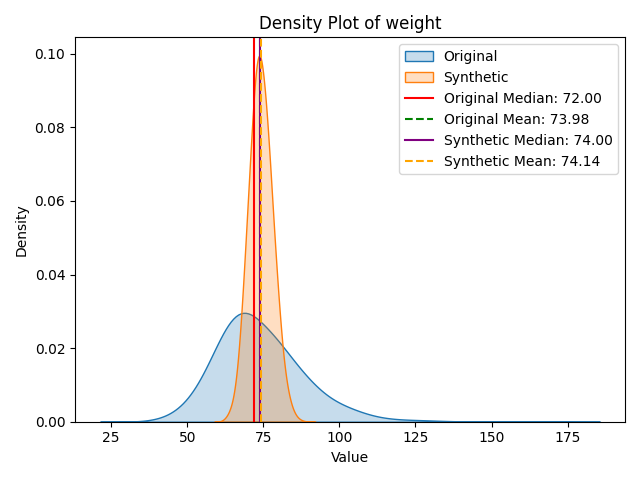 Density Plot of weight
Original
Synthetic
Original Median: 72.00
Original Mean: 73.98
Synthetic Median: 74.00
Synthetic Mean: 74.14
Density
0.10
0.08
0.06
0.04
0.02
0.00
25 50 75 100 125 150 175
Value